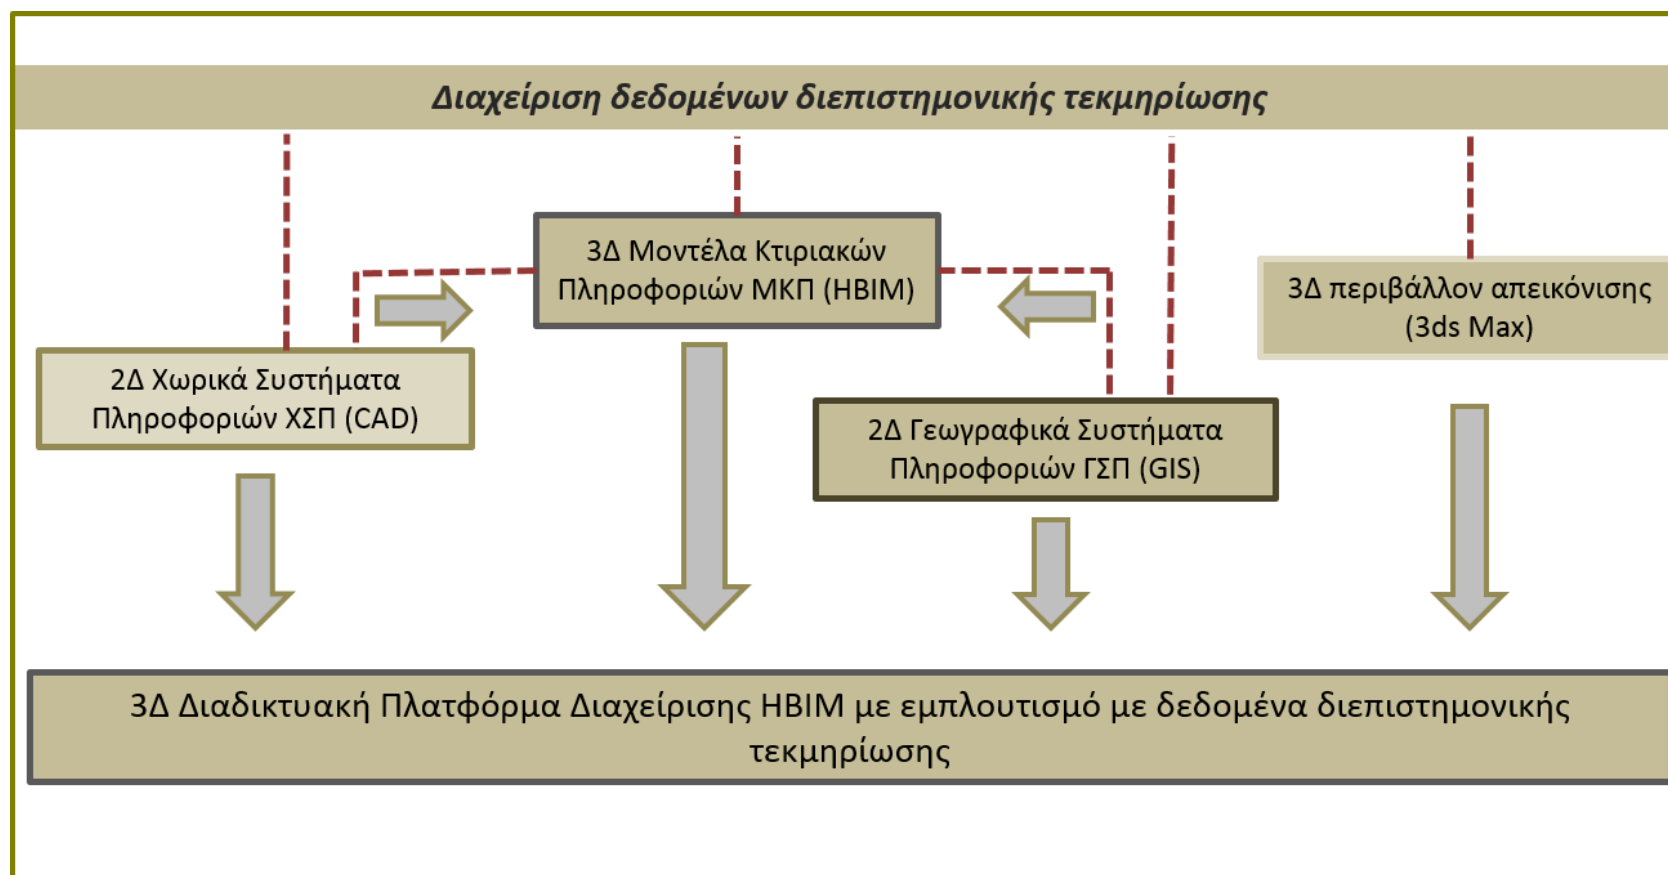 Διαχείριση δεδομένων διεπιστημονικής τεκμηρίωσης
3Δ Μοντέλα Κτιριακών
Πληροφοριών ΜΚΠ (HBIM)
3Δ περιβάλλον απεικόνισης
(3ds Max)
2Δ Χωρικά Συστήματα
Πληροφοριών ΧΣΠ (CAD)
2Δ Γεωγραφικά Συστήματα
Πληροφοριών ΓΣΠ (GIS)
3Δ Διαδικτυακή Πλατφόρμα Διαχείρισης HBIM με εμπλουτισμό με δεδομένα διεπιστημονικής
τεκμηρίωσης